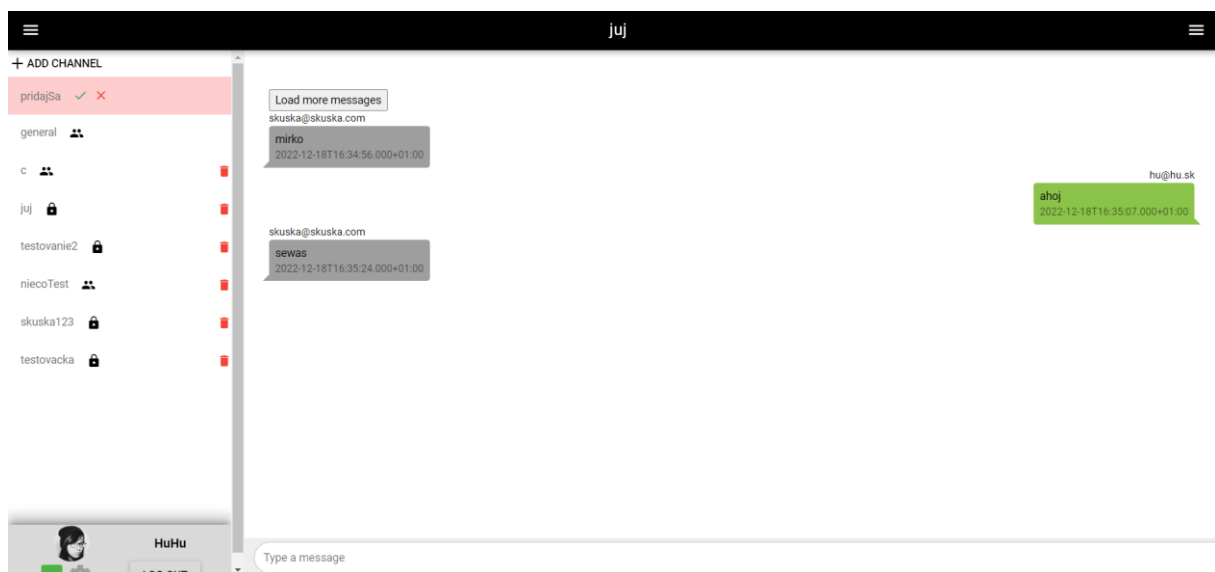 juj
ADD CHANNEL
pridajSa
general
c
juj
testovanie2
niecoTest
skuska123
testovacka
HuHu
LOG OUT
Load more messages
skuska@skuska.com
mirko
2022-12-18T16:34:56.000+01:00
hu@hu.sk
ahoj
2022-12-18T16:35:07.000+01:00
skuska@skuska.com
sewas
2022-12-18T16:35:24.000+01:00
Type a message